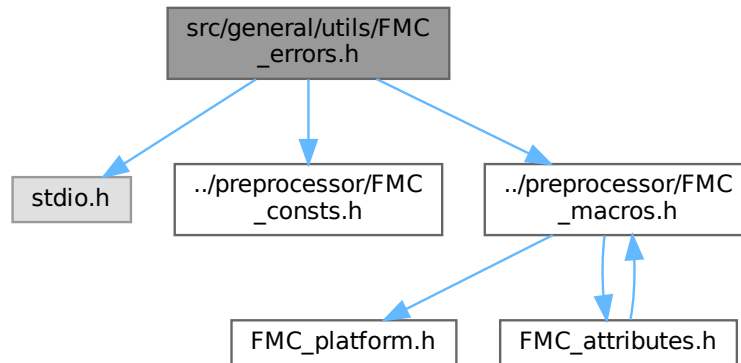 src/general/utils/FMC
_errors.h
stdio.h
../preprocessor/FMC
_consts.h
../preprocessor/FMC
_macros.h
FMC_platform.h
FMC_attributes.h